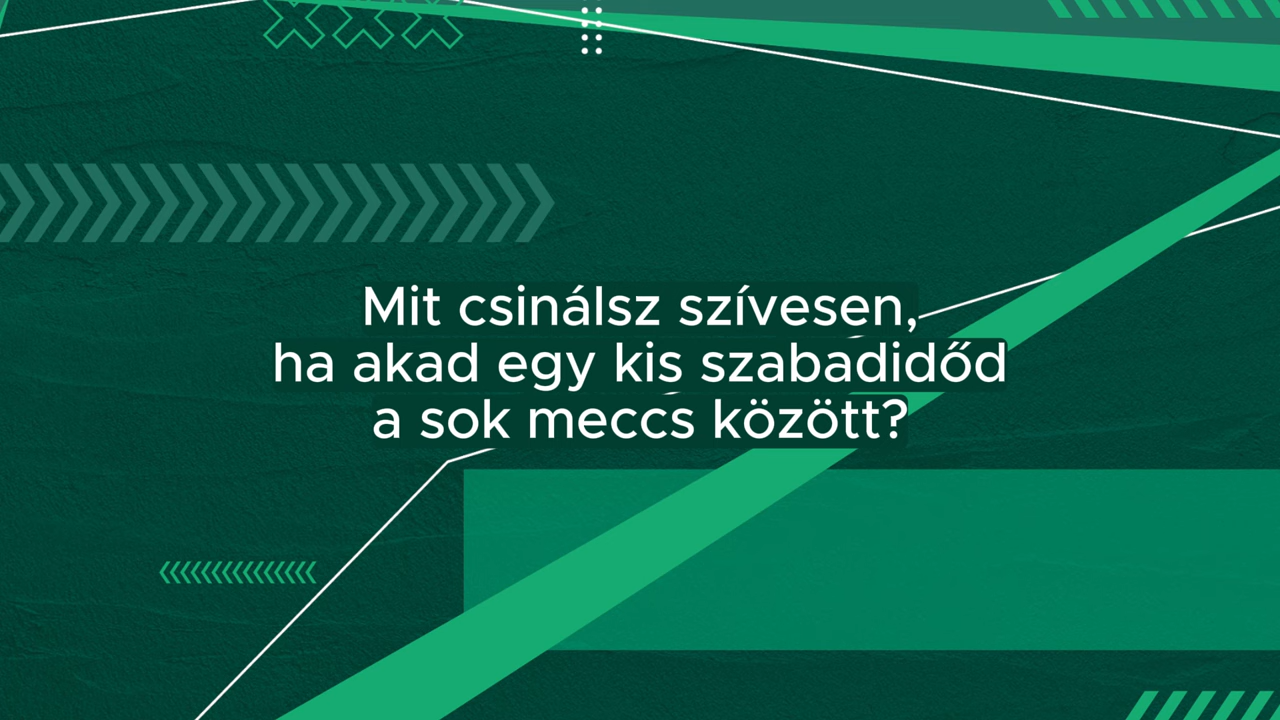 Mit csinálsz szívesen,
ha akad egy kis szabadidőd
a sok meccs között?